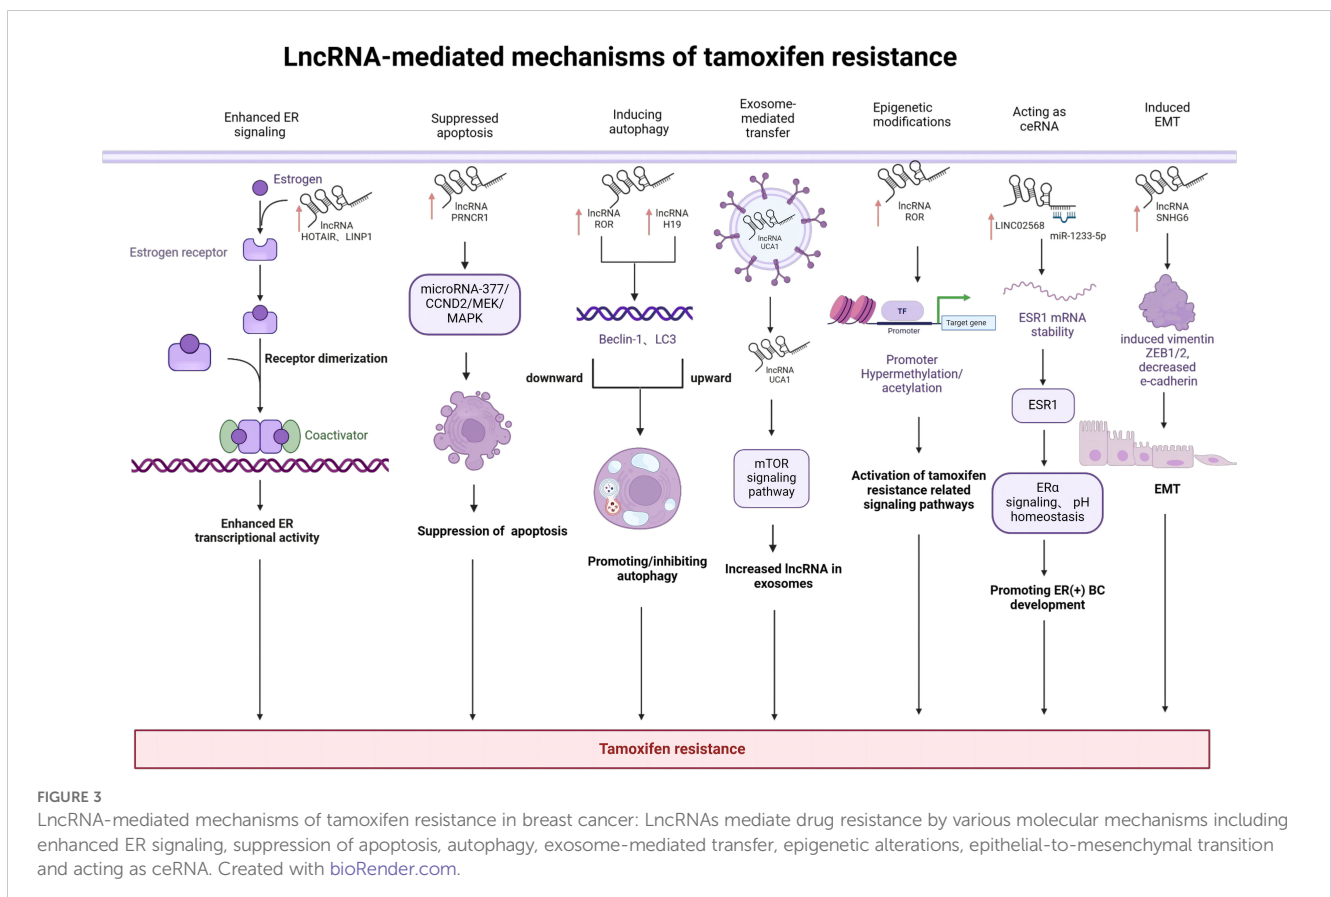 LncRNA-mediated mechanisms of tamoxifen resistance
Enhanced ER
signaling
Suppressed
apoptosis
Inducing
autophagy
Exosome-
mediated
transfer
Epigenetic
modifications
Acting as
ceRNA
Induced
EMT
Estrogen
lncRNA
HOTAIR、LINP1
Estrogen receptor
Receptor dimerization
Coactivator
Enhanced ER
transcriptional activity
lncRNA
PRNCR1
microRNA-377/
CCND2/MEK/
MAPK
Suppression of apoptosis
lncRNA
ROR
lncRNA
H19
Beclin-1、LC3
downward
upward
Promoting/inhibiting
autophagy
lncRNA
UCA1
lncRNA
UCA1
mTOR
signaling
pathway
Increased lncRNA in
exosomes
lncRNA
ROR
TF
Promoter
Target gene
Promoter
Hypermethylation/
acetylation
Activation of tamoxifen
resistance related
signaling pathways
LINC02568
miR-1233-5p
ESR1 mRNA
stability
ESR1
ERα
signaling、 pH
homeostasis
Promoting ER(+) BC
development
lncRNA
SNHG6
induced vimentin
ZEB1/2,
decreased
e-cadherin
EMT
Tamoxifen resistance
FIGURE 3
LncRNA-mediated mechanisms of tamoxifen resistance in breast cancer: LncRNAs mediate drug resistance by various molecular mechanisms including
enhanced ER signaling, suppression of apoptosis, autophagy, exosome-mediated transfer, epigenetic alterations, epithelial-to-mesenchymal transition
and acting as ceRNA. Created with bioRender.com.